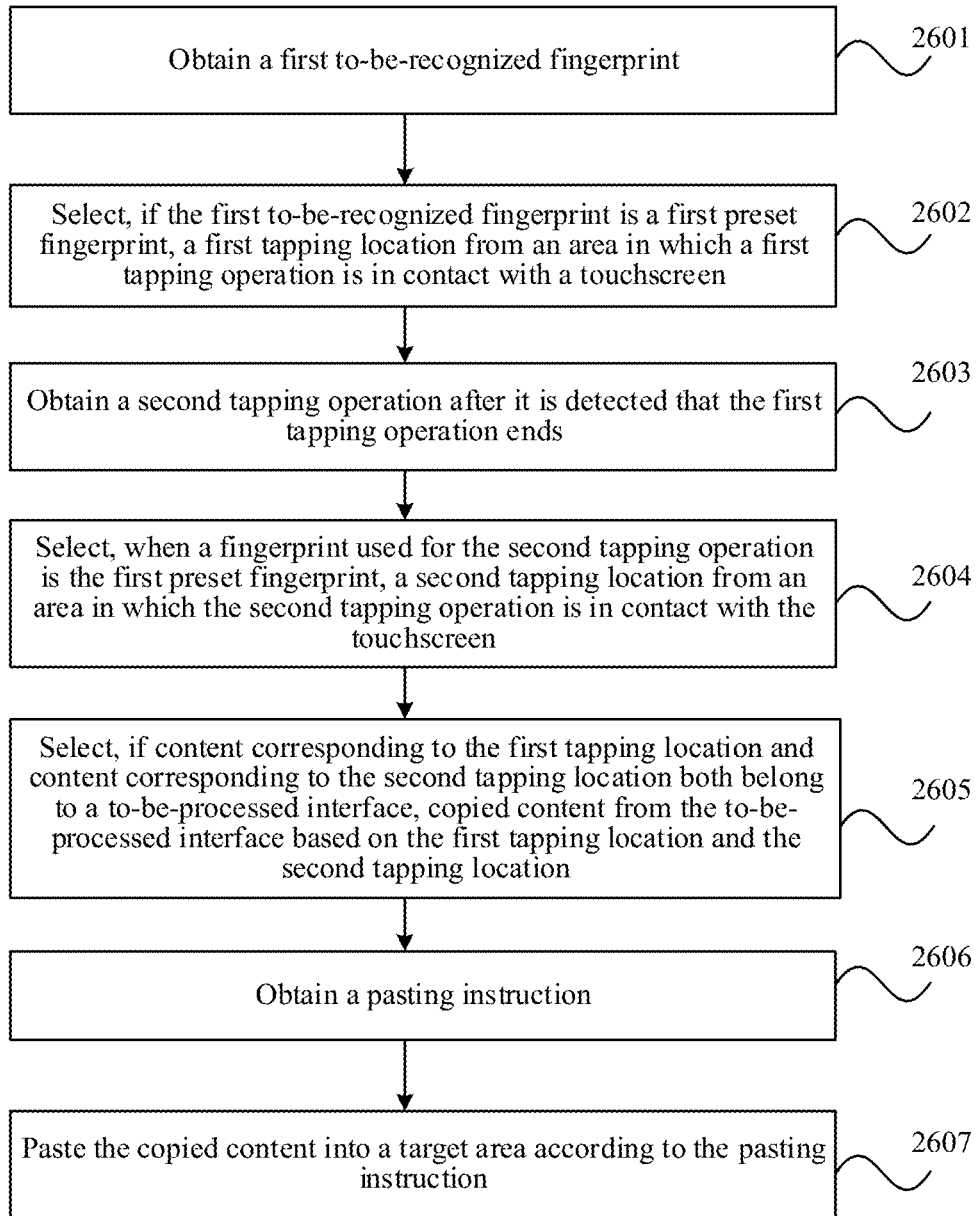 Obtain a first to-be-recognized fingerprint
2601
Select, if the first to-be-recognized fingerprint is a first preset
fingerprint, a first tapping location from an area in which a first
tapping operation is in contact with a touchscreen
2602
Obtain a second tapping operation after it is detected that the first
tapping operation ends
2603
Select, when a fingerprint used for the second tapping operation
is the first preset fingerprint, a second tapping location from an
area in which the second tapping operation is in contact with the
touchscreen
2604
Select, if content corresponding to the first tapping location and
content corresponding to the second tapping location both belong
to a to-be-processed interface, copied content from the to-be-
processed interface based on the first tapping location and the
second tapping location
2605
Obtain a pasting instruction
2606
Paste the copied content into a target area according to the pasting
instruction
2607